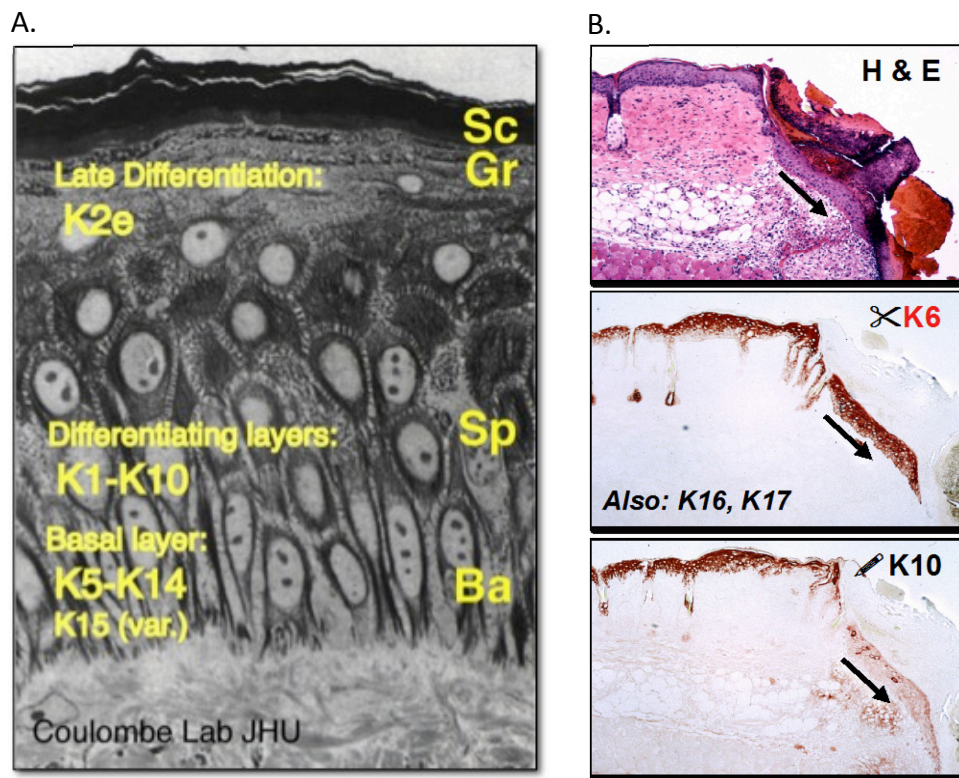 A.
Sc
Gr
Late Differentiation:
K2e
Sp
Differentiating layers:
K1-K10
Basal layer:
K5-K14
K15 (var.)
Ba
Coulombe Lab JHU
B.
H & E
K6
Also: K16, K17
K10